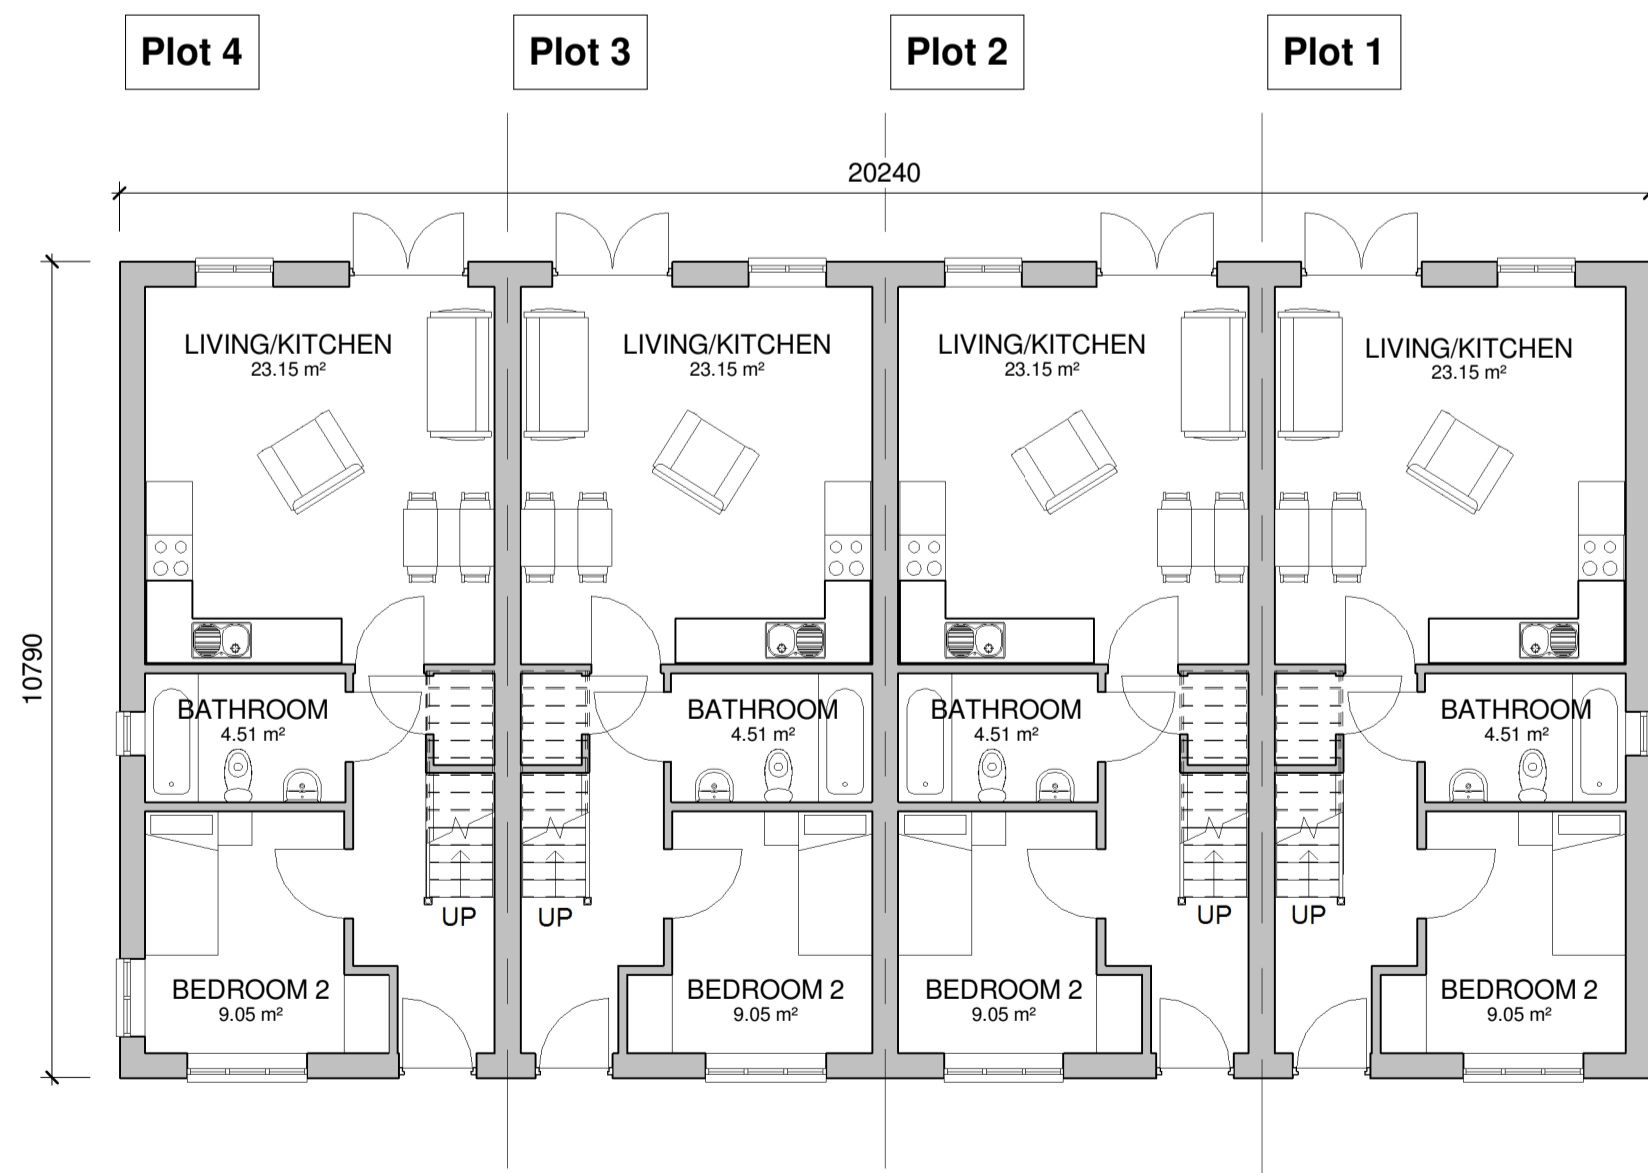 Plot 4
Plot 3
Plot 2
Plot 1
20240
10790
LIVING/KITCHEN
23.15 m²
LIVING/KITCHEN
23.15 m²
LIVING/KITCHEN
23.15 m²
LIVING/KITCHEN
23.15 m²
BATHROOM
4.51 m²
BATHROOM
4.51 m²
BATHROOM
4.51 m²
BATHROOM
4.51 m²
UP
UP
UP
UP
BEDROOM 2
9.05 m²
BEDROOM 2
9.05 m²
BEDROOM 2
9.05 m²
BEDROOM 2
9.05 m²